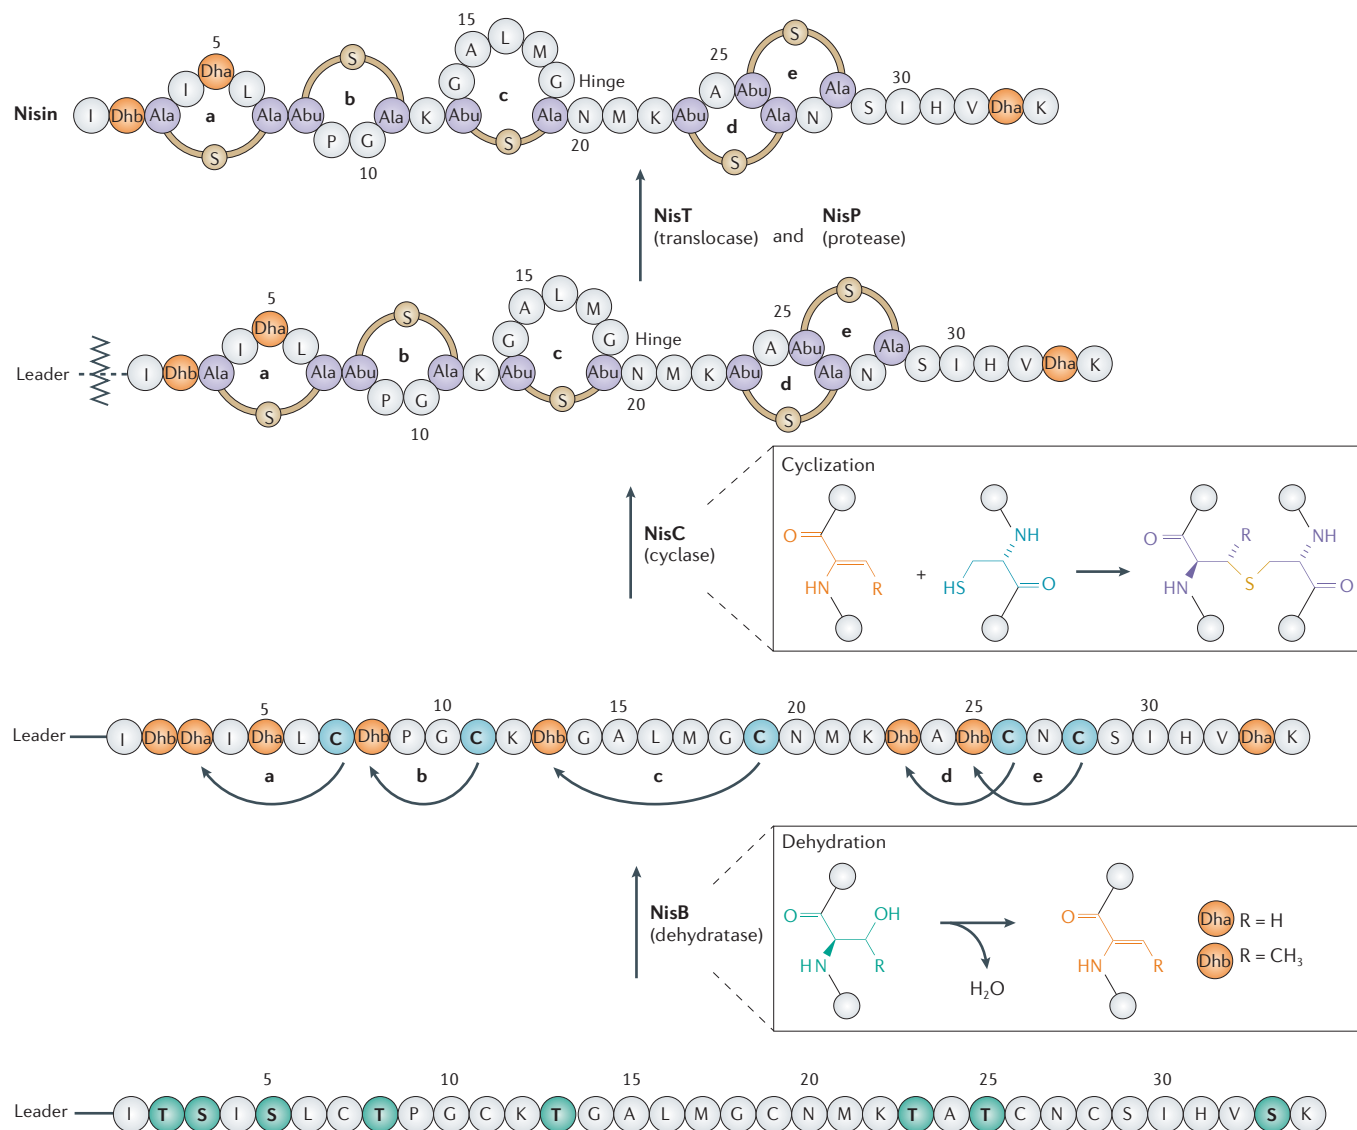 15
A L M
5
S
S
25
Dha
G
G
Hinge
A
Abu
e
Ala
30
I
L
b
c
Nisin
I Dhb Ala
a
Ala Abu
Ala K Abu
Ala N M K Abu
d
Ala N
S I H V Dha K
P G
S
20
S
S
10
NisT
(translocase)
and
NisP
(protease)
15
A L M
5
S
S
25
Dha
G
G
Hinge
A
Abu
e
Ala
30
I
L
b
c
Leader
I Dhb Ala
a
Ala Abu
Ala K Abu
Abu N M K Abu
d
Ala N
S I H V Dha K
P G
S
20
S
S
10
Cyclization
NisC
(cyclase)
O
HN
R
+
NH
HS
O
O
R
NH
HN
S
O
5 10 15 20 25 30
Leader
I Dhb Dha I Dha L C Dhb P G C K Dhb G A L M G C N M K Dhb A Dhb C N C S I H V Dha K
a b c d e
Dehydration
NisB
(dehydratase)
O
OH
HN
R
H₂O
O
HN
R
Dha R = H
Dhb R = CH₃
5 10 15 20 25 30
Leader
I T S I S L C T P G C K T G A L M G C N M K T A T C N C S I H V S K